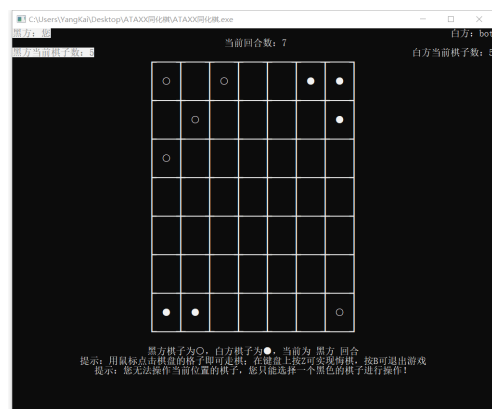 C:\Users\YangKai\Desktop\ATAXX同化棋\ATAXX同化棋.exe
黑方：您
白方：bot
当前回合数：7
黑方当前棋子数：5
白方当前棋子数：5
黑方棋子为○，白方棋子为●，当前为 黑方 回合
提示：用鼠标点击棋盘的格子即可走棋；在键盘上按Z可实现悔棋，按B可退出游戏
提示：您无法操作当前位置的棋子，您只能选择一个黑色的棋子进行操作！